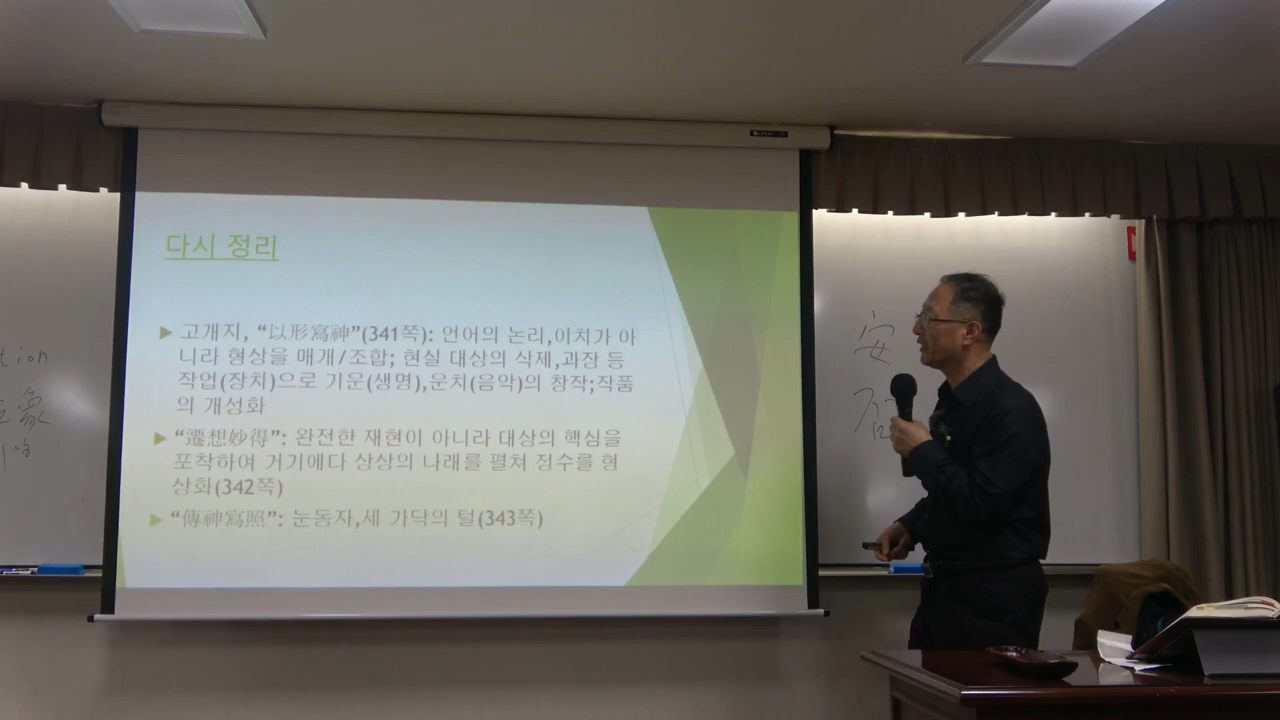 다시 정리
고개지, “以形寫神”(341쪽): 언어의 논리,이치가 아
니라 형상을 매개/조합; 현실 대상의 삭제,과장 등
작업(장치)으로 기운(생명),운치(음악)의 창작;작품
의 개성화
“遷想妙得”: 완전한 재현이 아니라 대상의 핵심을
포착하여 거기에다 상상의 나래를 펼쳐 정수를 형
상화(342쪽)
“傳神寫照”: 눈동자,세 가닥의 털(343쪽)
tion
象
安